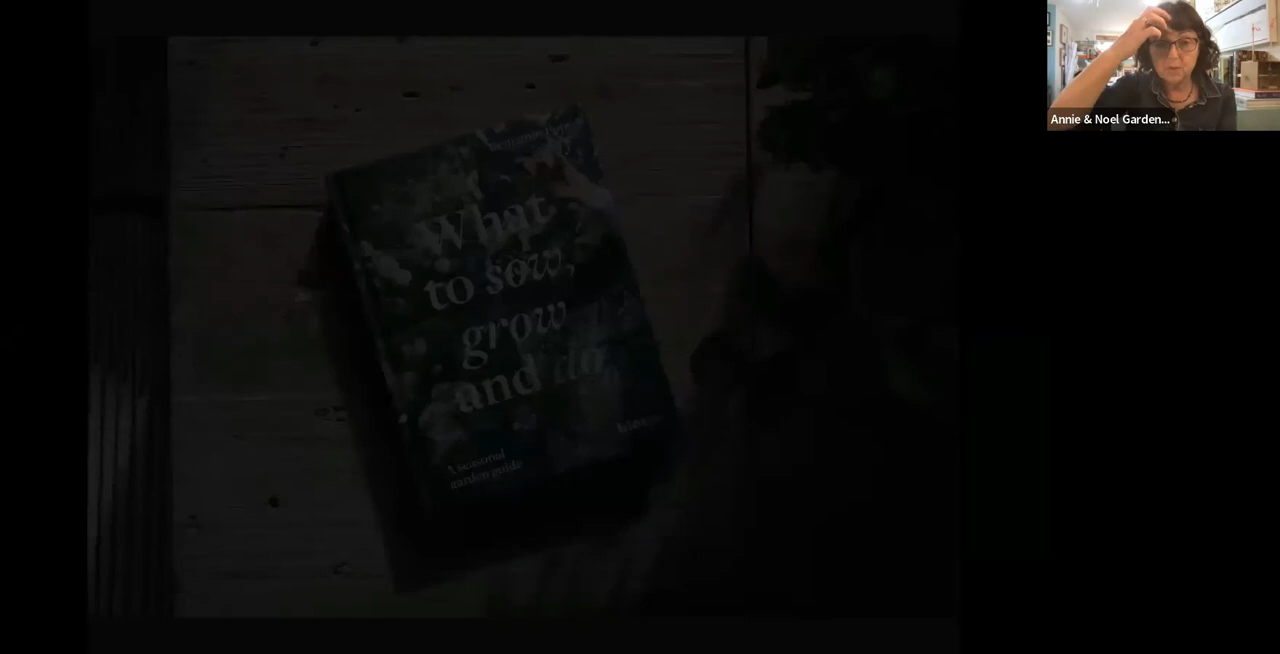 What
to sow,
grow
and do
A seasonal
garden guide
Annie & Noel Garden...